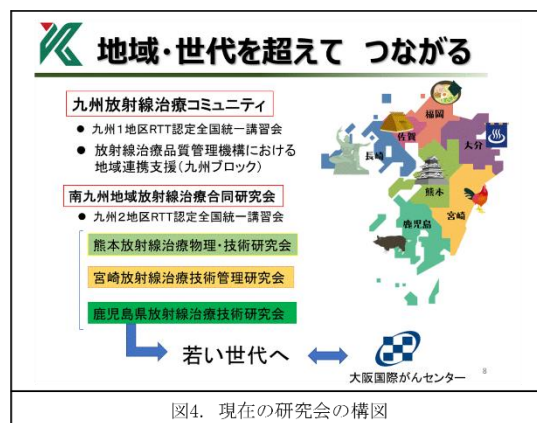 地域・世代を超えて つながる
九州放射線治療コミュニティ
● 九州1地区RTT認定全国統一講習会
● 放射線治療品質管理機構における
地域連携支援(九州ブロック)
南九州地域放射線治療合同研究会
● 九州2地区RTT認定全国統一講習会
熊本放射線治療物理・技術研究会
宮崎放射線治療技術管理研究会
鹿児島県放射線治療技術研究会
若い世代へ
福岡
佐賀
大分
長崎
熊本
宮崎
鹿児島
大阪国際がんセンター
8
図4. 現在の研究会の構図